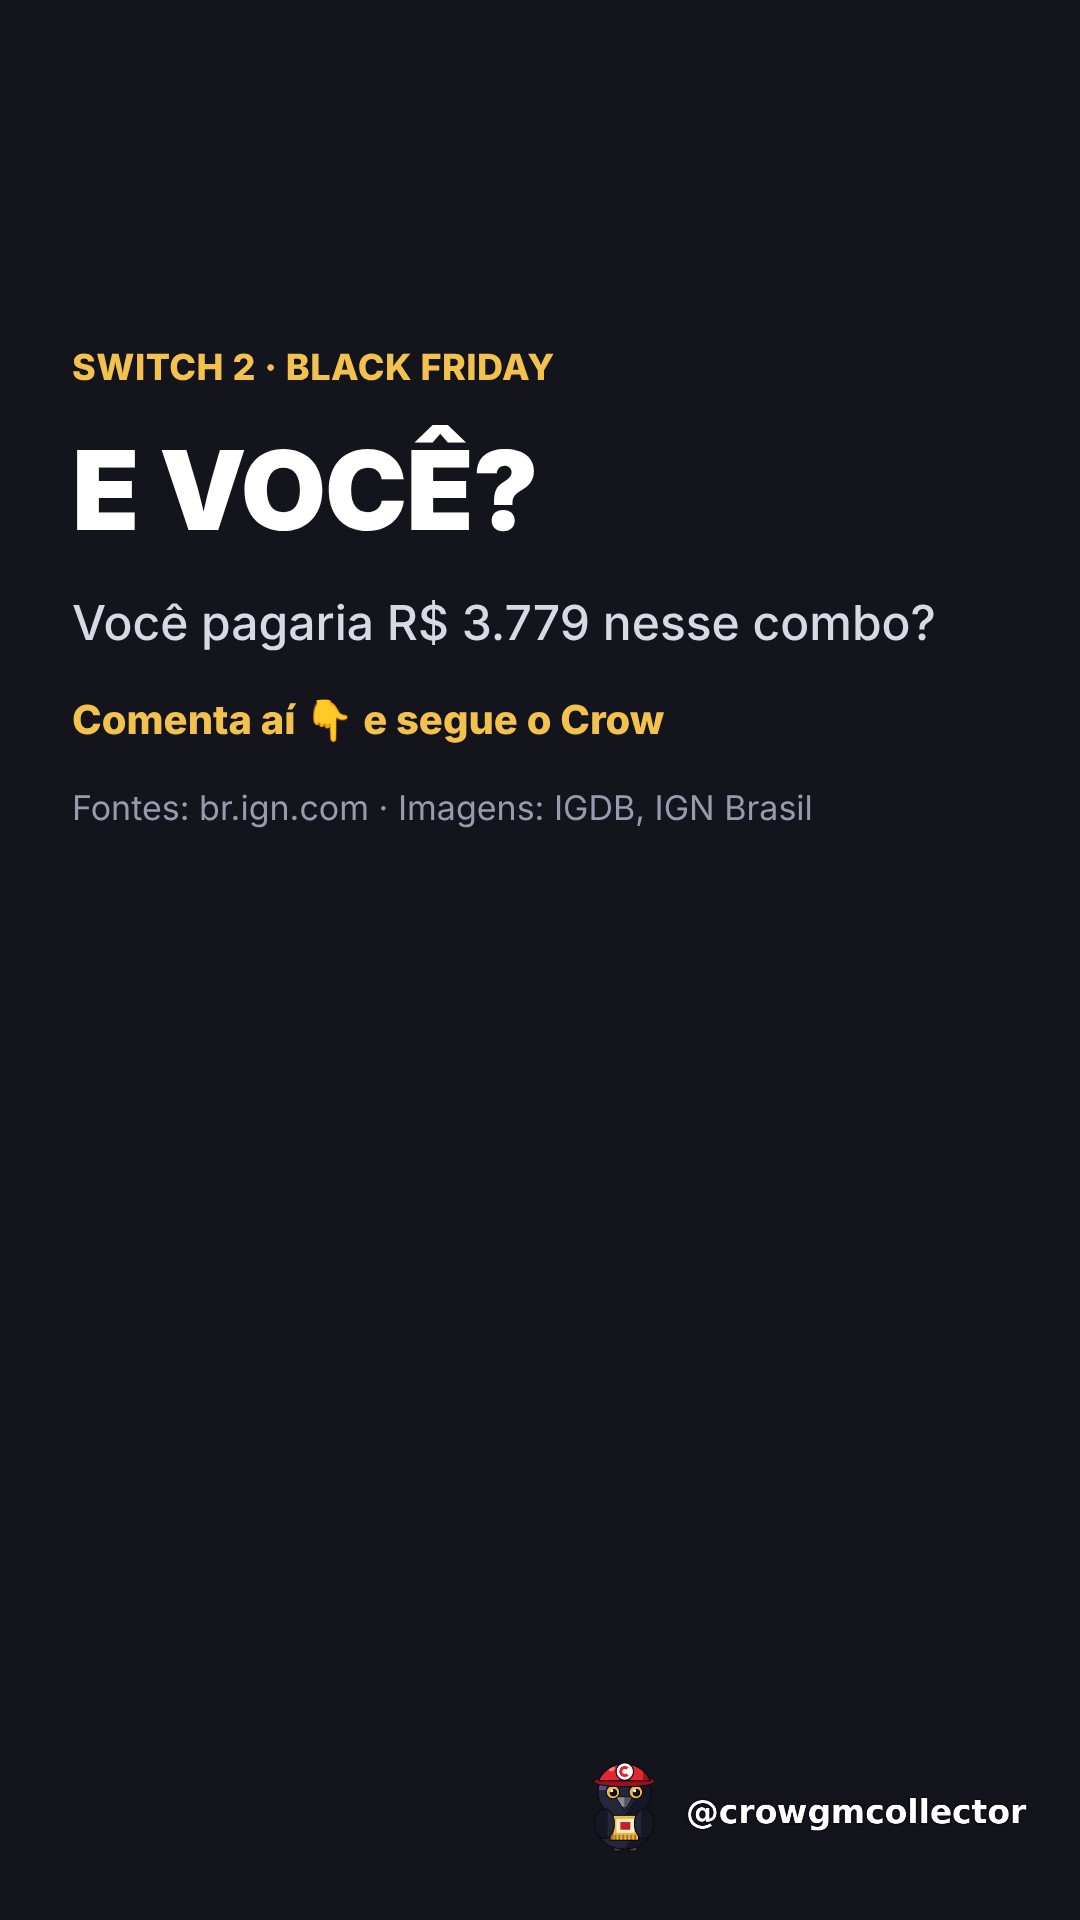 SWITCH 2 · BLACK FRIDAY
E VOCÊ?
Você pagaria R$ 3.779 nesse combo?
Comenta aí 👇 e segue o Crow
Fontes: br.ign.com · Imagens: IGDB, IGN Brasil
C
@crowgmcollector